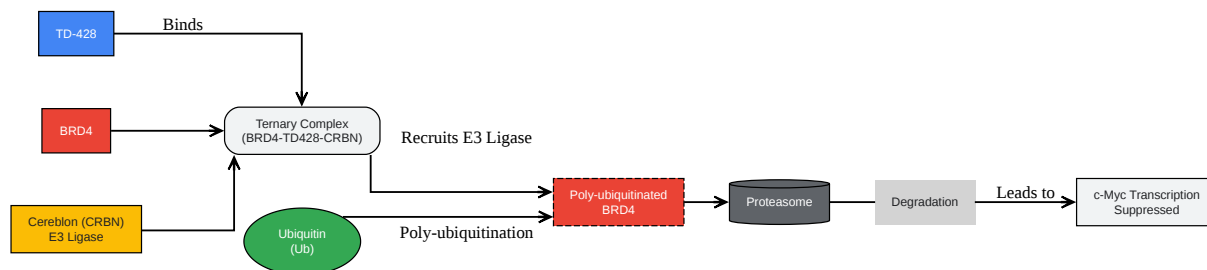 TD-428
Binds
BRD4
Ternary Complex
(BRD4-TD428-CRBN)
Recruits E3 Ligase
Cereblon (CRBN)
E3 Ligase
Ubiquitin
(Ub)
Poly-ubiquitination
Poly-ubiquitinated
BRD4
Proteasome
Degradation
Leads to
c-Myc Transcription
Suppressed